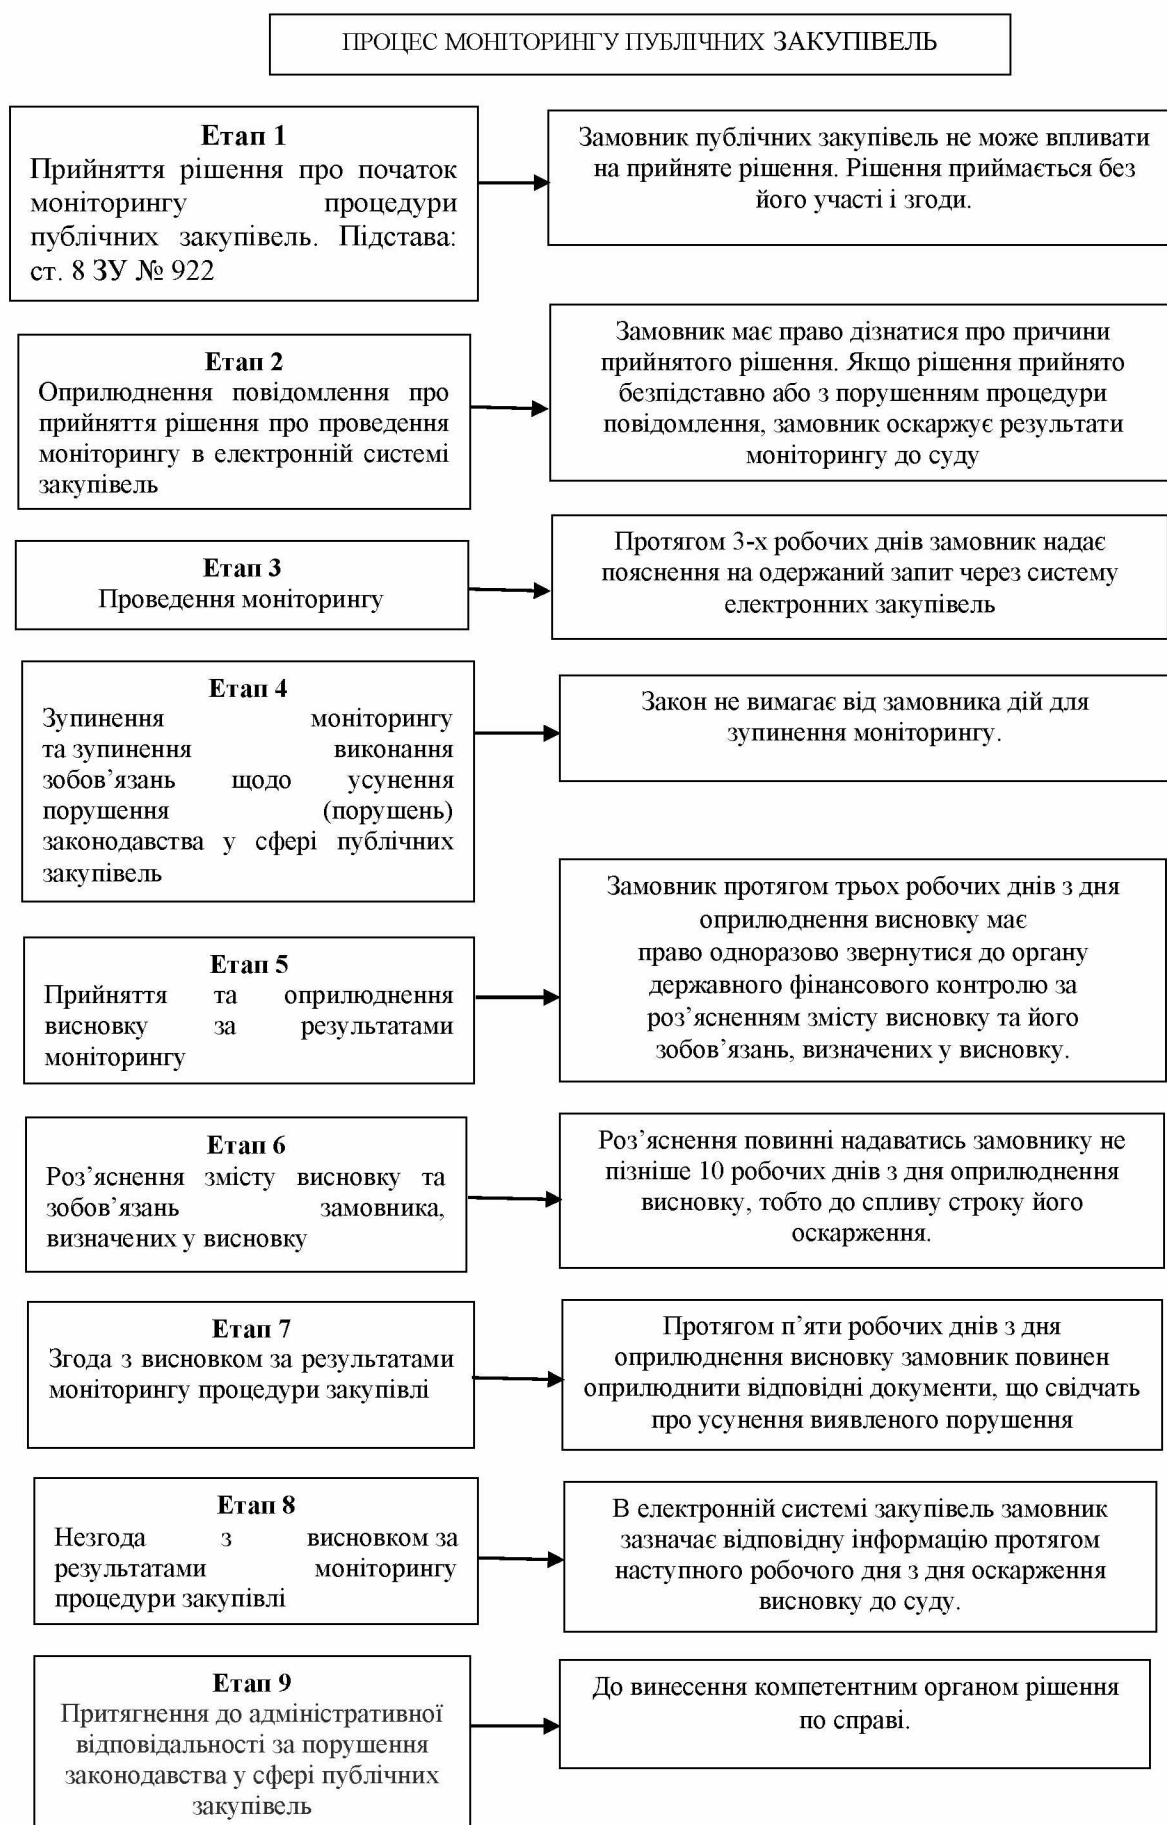 ПРОЦЕС МОНІТОРИНГУ ПУБЛІЧНИХ ЗАКУПІВЕЛЬ
Етап 1
Прийняття рішення про початок
моніторингу процедури
публічних закупівель. Підстава:
ст. 8 ЗУ № 922
Замовник публічних закупівель не може впливати
на прийняте рішення. Рішення приймається без
його участі і згоди.
Етап 2
Оприлюднення повідомлення про
прийняття рішення про проведення
моніторингу в електронній системі
закупівель
Замовник має право дізнатися про причини
прийнятого рішення. Якщо рішення прийнято
безпідставно або з порушенням процедури
повідомлення, замовник оскаржує результати
моніторингу до суду
Етап 3
Проведення моніторингу
Протягом 3-х робочих днів замовник надає
пояснення на одержаний запит через систему
електронних закупівель
Етап 4
Зупинення моніторингу
та зупинення виконання
зобов’язань щодо усунення
порушення (порушень)
законодавства у сфері публічних
закупівель
Закон не вимагає від замовника дій для
зупинення моніторингу.
Етап 5
Прийняття та оприлюднення
висновку за результатами
моніторингу
Замовник протягом трьох робочих днів з дня
оприлюднення висновку має
право одноразово звернутися до органу
державного фінансового контролю за
роз’ясненням змісту висновку та його
зобов’язань, визначених у висновку.
Етап 6
Роз’яснення змісту висновку та
зобов’язань замовника,
визначених у висновку
Роз’яснення повинні надаватись замовнику не
пізніше 10 робочих днів з дня оприлюднення
висновку, тобто до спливу строку його
оскарження.
Етап 7
Згода з висновком за результатами
моніторингу процедури закупівлі
Протягом п’яти робочих днів з дня
оприлюднення висновку замовник повинен
оприлюднити відповідні документи, що свідчать
про усунення виявленого порушення
Етап 8
Незгода з висновком за
результатами моніторингу
процедури закупівлі
В електронній системі закупівель замовник
зазначає відповідну інформацію протягом
наступного робочого дня з дня оскарження
висновку до суду.
Етап 9
Притягнення до адміністративної
відповідальності за порушення
законодавства у сфері публічних
закупівель
До винесення компетентним органом рішення
по справі.